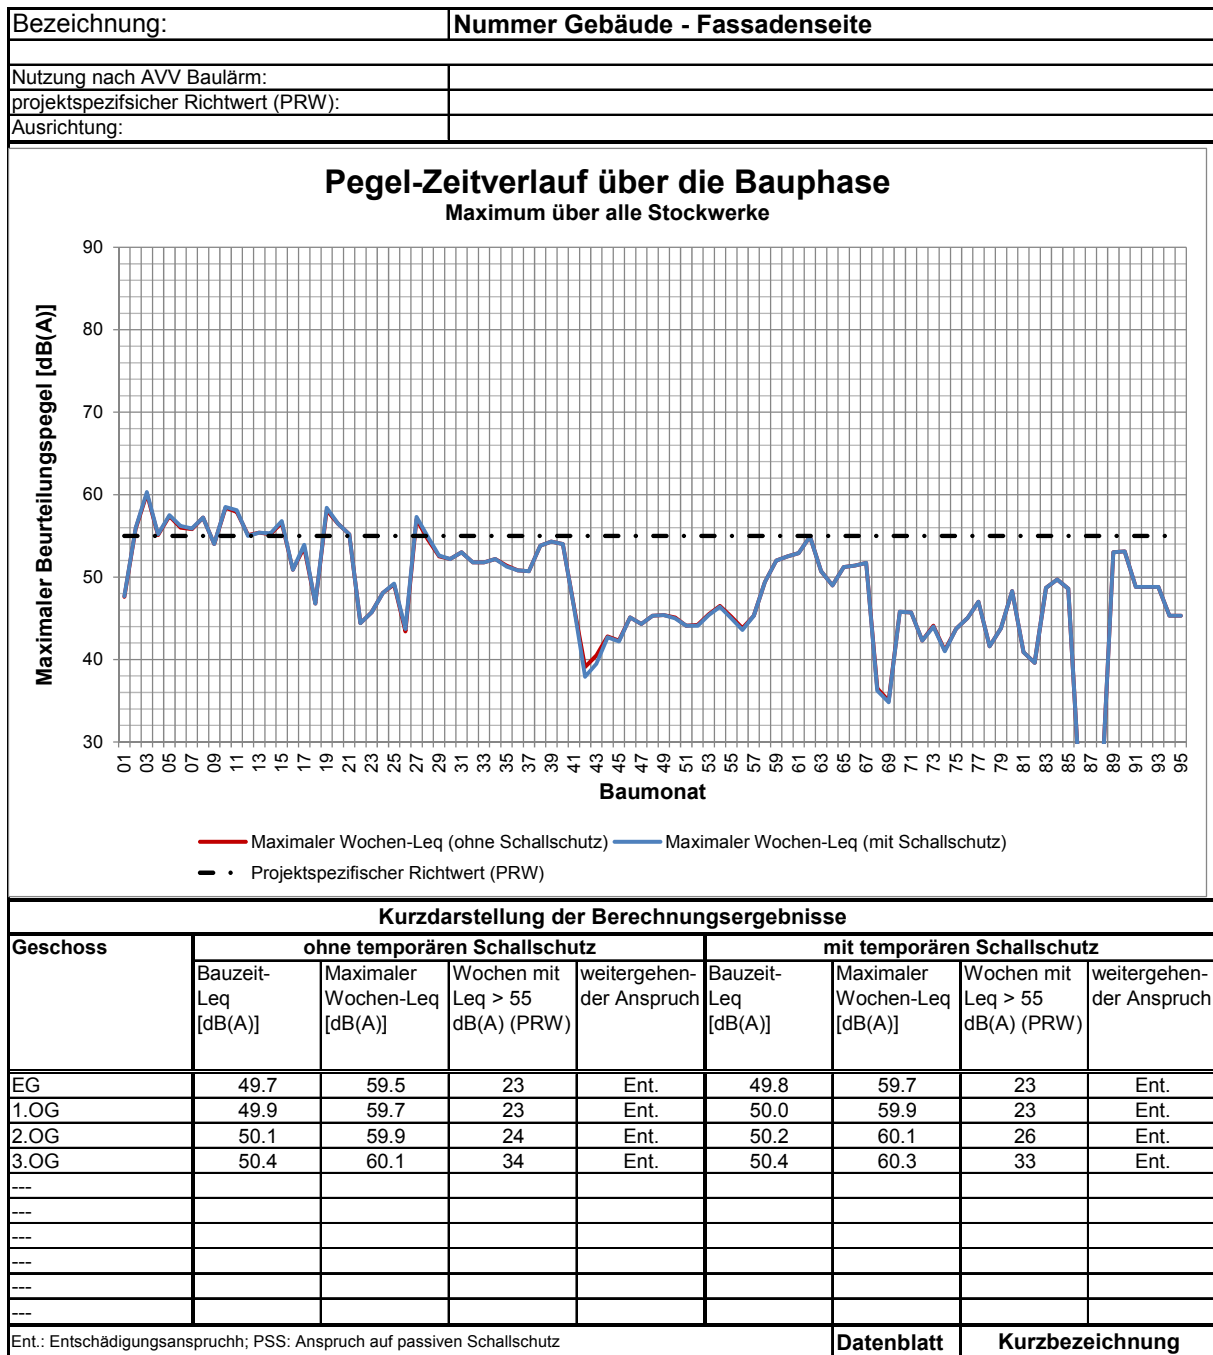 Bezeichnung: Nummer Gebäude - Fassadenseite
Nutzung nach AVV Baulärm:
projektspezifsicher Richtwert (PRW):
Ausrichtung:
Pegel-Zeitverlauf über die Bauphase
Maximum über alle Stockwerke
Maximaler Beurteilungspegel [dB(A)]
90
80
70
60
50
40
30
01 03 05 07 09 11 13 15 17 19 21 23 25 27 29 31 33 35 37 39 41 43 45 47 49 51 53 55 57 59 61 63 65 67 69 71 73 75 77 79 81 83 85 87 89 91 93 95
Baumonat
Maximaler Wochen-Leq (ohne Schallschutz) Maximaler Wochen-Leq (mit Schallschutz)
Projektspezifischer Richtwert (PRW)
Kurzdarstellung der Berechnungsergebnisse
Geschoss ohne temporären Schallschutz mit temporären Schallschutz
Bauzeit- Maximaler Wochen mit weitergehen- Bauzeit- Maximaler Wochen mit weitergehen-
Leq Wochen-Leq Leq > 55 der Anspruch Leq Wochen-Leq Leq > 55 der Anspruch
[dB(A)] [dB(A)] dB(A) (PRW) [dB(A)] [dB(A)] dB(A) (PRW)
EG 49.7 59.5 23 Ent. 49.8 59.7 23 Ent.
1.OG 49.9 59.7 23 Ent. 50.0 59.9 23 Ent.
2.OG 50.1 59.9 24 Ent. 50.2 60.1 26 Ent.
3.OG 50.4 60.1 34 Ent. 50.4 60.3 33 Ent.
---
---
---
---
---
---
Ent.: Entschädigungsanspruchh; PSS: Anspruch auf passiven Schallschutz Datenblatt Kurzbezeichnung